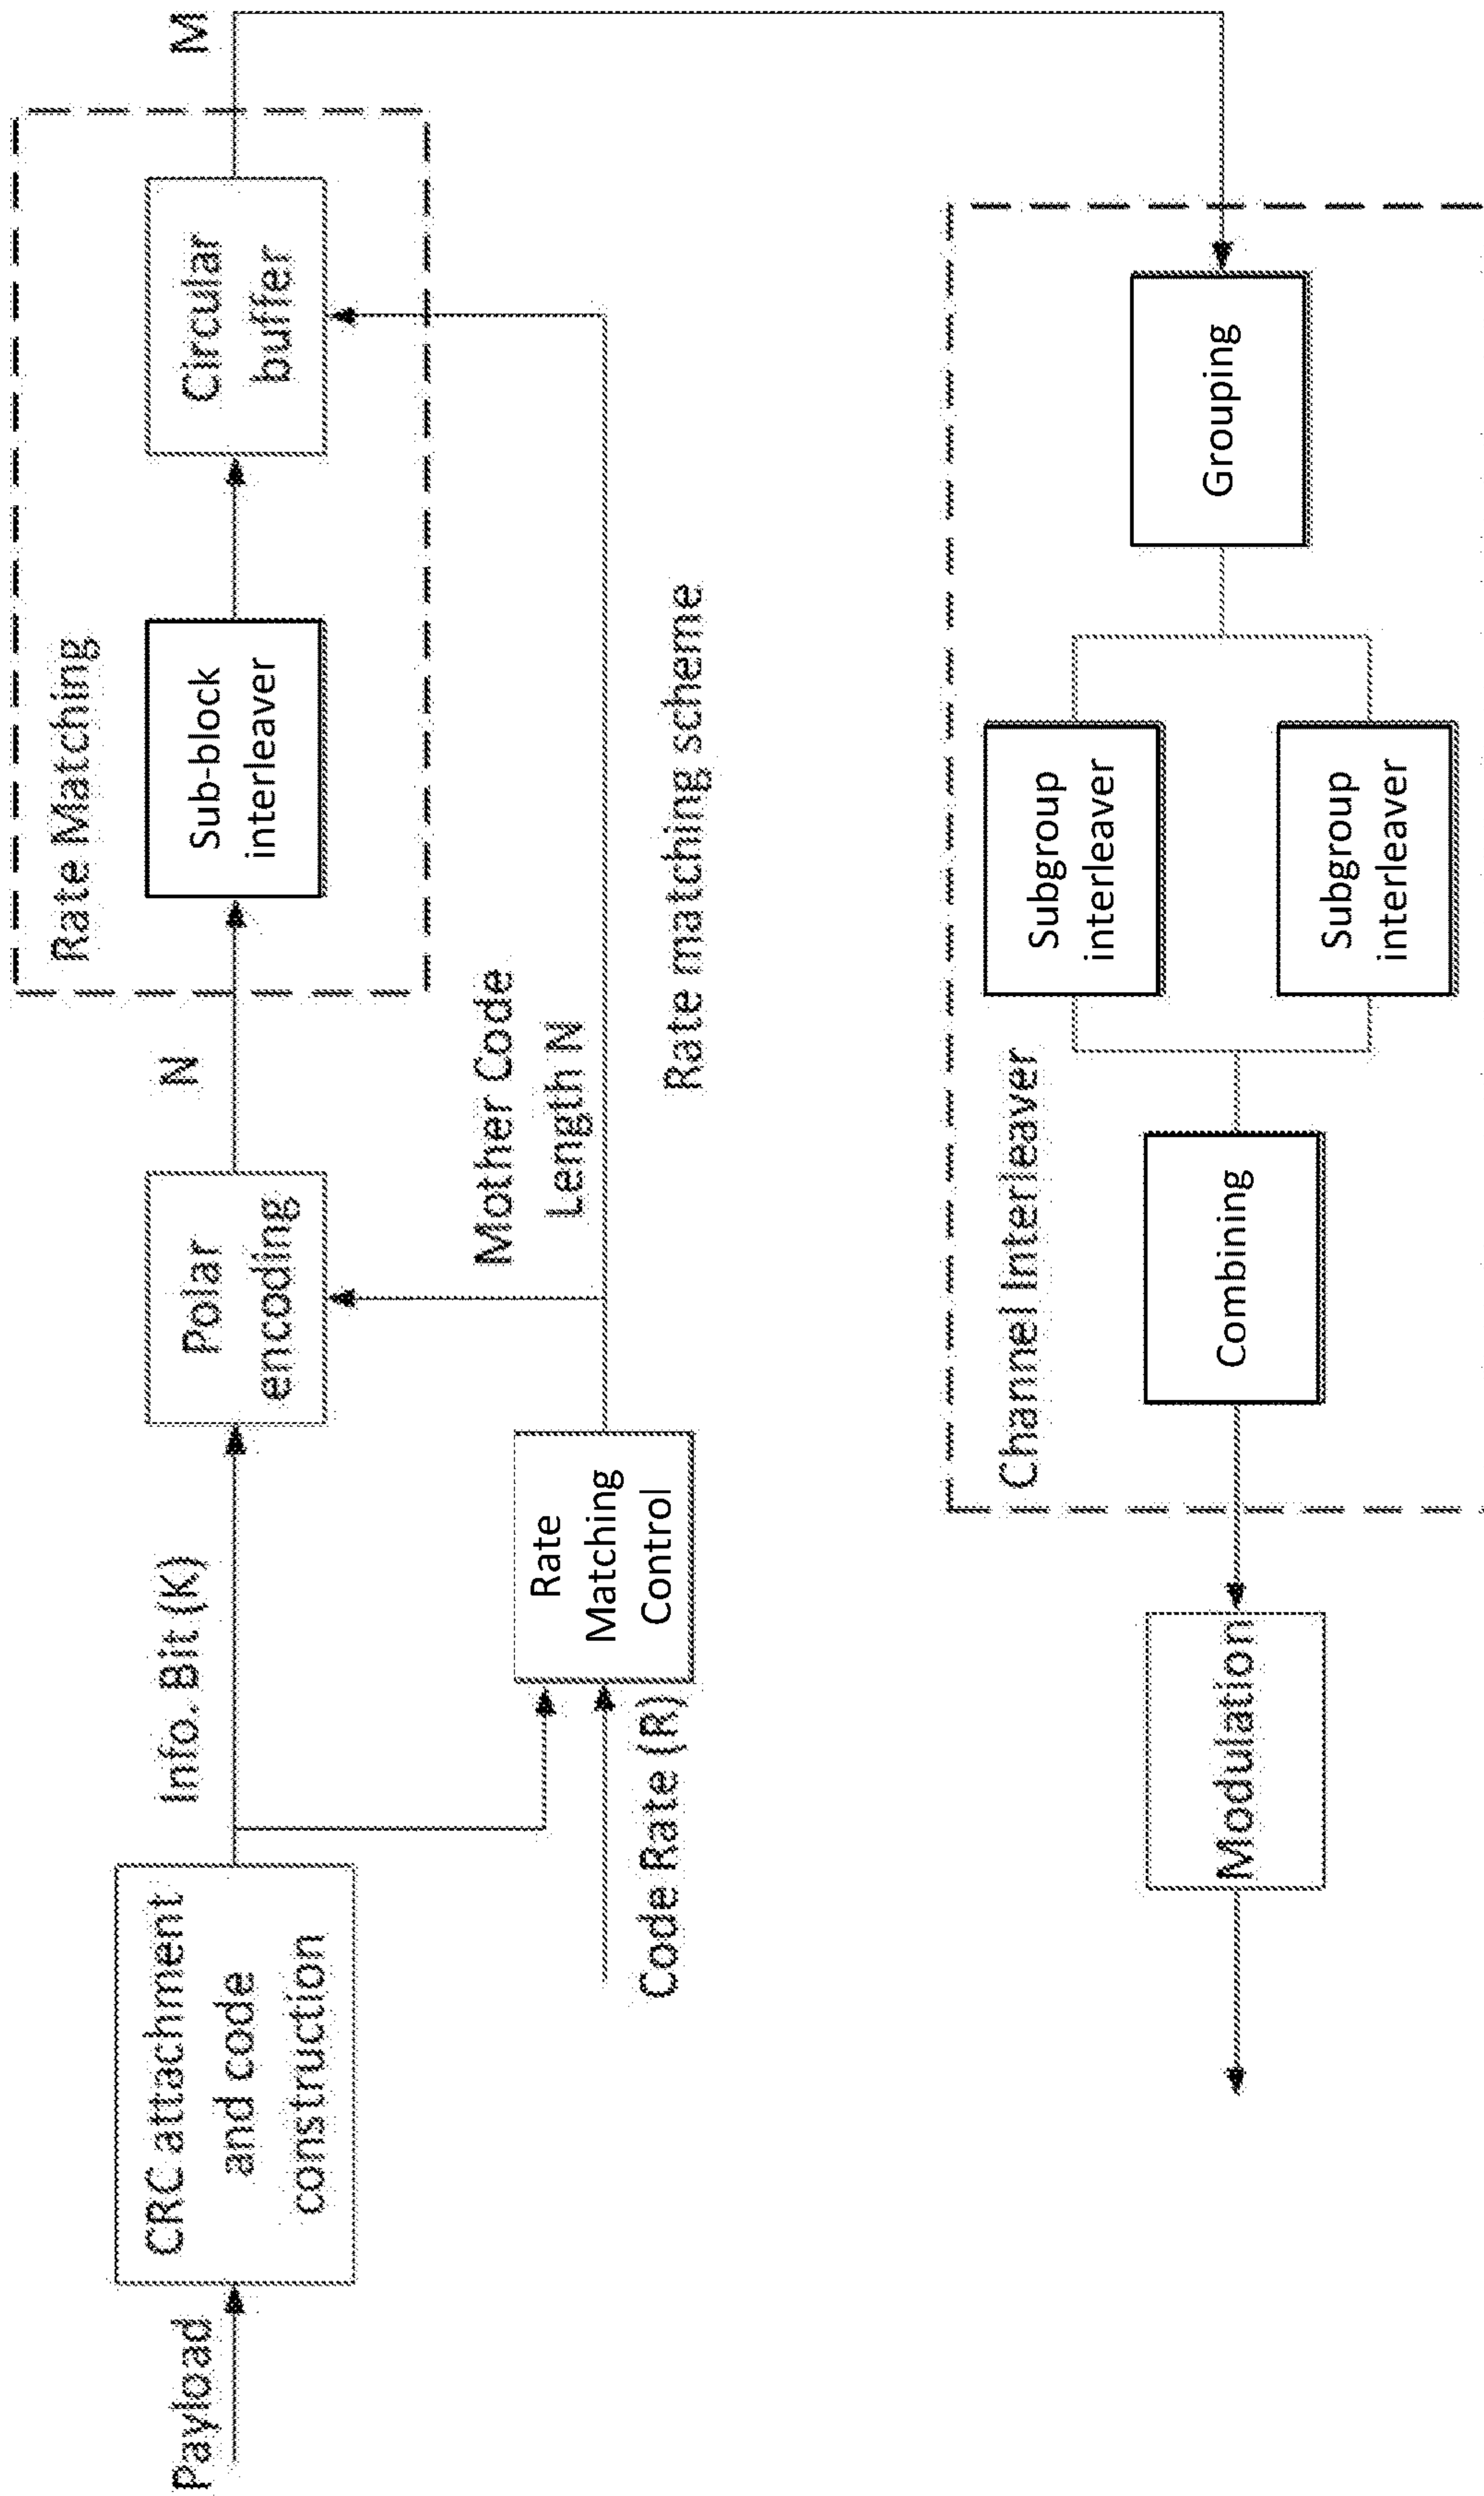 Payload
CRC attachment
and code
construction
Info. Bit (K)
Code Rate (R)
Rate
Matching
Control
Polar
encoding
N
Mother Code
Length N
Rate matching scheme
Rate Matching
Sub-block
interleaver
Circular
buffer
M
Channel Interleaver
Grouping
Subgroup
interleaver
Subgroup
interleaver
Combining
Modulation